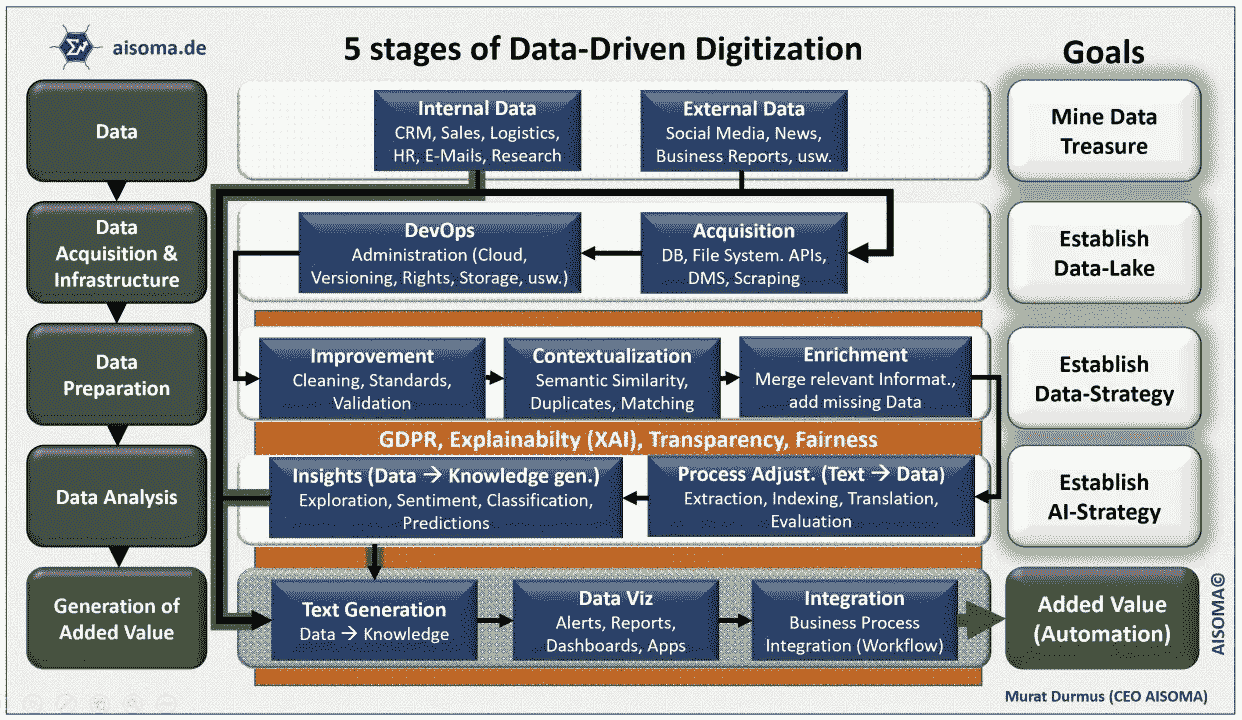 aisoma.de
5 stages of Data-Driven Digitization
Goals
Data
Internal Data
CRM, Sales, Logistics,
HR, E-Mails, Research
External Data
Social Media, News,
Business Reports, usw.
Mine Data
Treasure
Data
Acquisition &
Infrastructure
DevOps
Administration (Cloud,
Versioning, Rights, Storage, usw.)
Acquisition
DB, File System. APIs,
DMS, Scraping
Establish
Data-Lake
Data
Preparation
Improvement
Cleaning, Standards,
Validation
Contextualization
Semantic Similarity,
Duplicates, Matching
Enrichment
Merge relevant Informat.,
add missing Data
Establish
Data-Strategy
GDPR, Explainabilty (XAI), Transparency, Fairness
Data Analysis
Insights (Data → Knowledge gen.)
Exploration, Sentiment, Classification,
Predictions
Process Adjust. (Text → Data)
Extraction, Indexing, Translation,
Evaluation
Establish
AI-Strategy
Generation of
Added Value
Text Generation
Data → Knowledge
Data Viz
Alerts, Reports,
Dashboards, Apps
Integration
Business Process
Integration (Workflow)
Added Value
(Automation)
AISOMA©
Murat Durmus (CEO AISOMA)